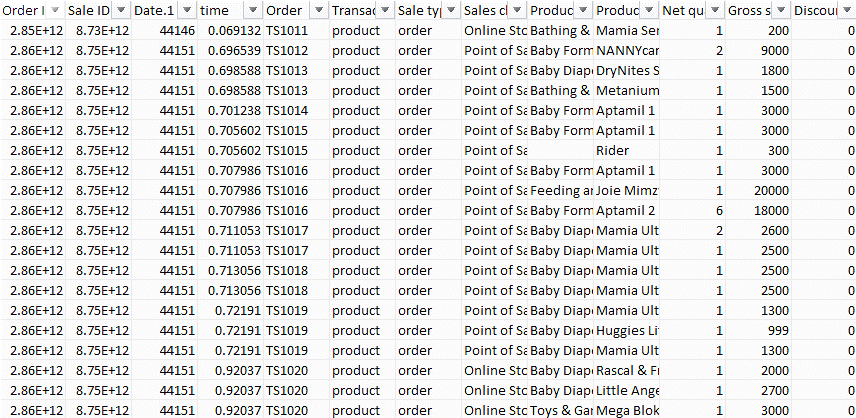 Order I Sale ID Date.1 time Order Transac Sale typ Sales cl Produc Produc Net qu Gross s Discou
2.85E+12 8.73E+12 44146 0.069132 TS1011 product order Online Sto Bathing & Mamia Ser 1 200 0
2.86E+12 8.75E+12 44151 0.696539 TS1012 product order Point of Sa Baby Form NANNYcar 2 9000 0
2.86E+12 8.75E+12 44151 0.698588 TS1013 product order Point of Sa Baby Diape DryNites S 1 1800 0
2.86E+12 8.75E+12 44151 0.698588 TS1013 product order Point of Sa Bathing & Metanium 1 1500 0
2.86E+12 8.75E+12 44151 0.701238 TS1014 product order Point of Sa Baby Form Aptamil 1 1 3000 0
2.86E+12 8.75E+12 44151 0.705602 TS1015 product order Point of Sa Baby Form Aptamil 1 1 3000 0
2.86E+12 8.75E+12 44151 0.705602 TS1015 product order Point of Sa Rider 1 300 0
2.86E+12 8.75E+12 44151 0.707986 TS1016 product order Point of Sa Baby Form Aptamil 1 1 3000 0
2.86E+12 8.75E+12 44151 0.707986 TS1016 product order Point of Sa Feeding an Joie Mimzy 1 20000 0
2.86E+12 8.75E+12 44151 0.707986 TS1016 product order Point of Sa Baby Form Aptamil 2 6 18000 0
2.86E+12 8.75E+12 44151 0.711053 TS1017 product order Point of Sa Baby Diape Mamia Ult 2 2600 0
2.86E+12 8.75E+12 44151 0.711053 TS1017 product order Point of Sa Baby Diape Mamia Ult 1 2500 0
2.86E+12 8.75E+12 44151 0.713056 TS1018 product order Point of Sa Baby Diape Mamia Ult 1 2500 0
2.86E+12 8.75E+12 44151 0.713056 TS1018 product order Point of Sa Baby Diape Mamia Ult 1 2500 0
2.86E+12 8.75E+12 44151 0.72191 TS1019 product order Point of Sa Baby Diape Mamia Ult 1 1300 0
2.86E+12 8.75E+12 44151 0.72191 TS1019 product order Point of Sa Baby Diape Huggies Li 1 999 0
2.86E+12 8.75E+12 44151 0.72191 TS1019 product order Point of Sa Baby Diape Mamia Ult 1 1300 0
2.86E+12 8.75E+12 44151 0.92037 TS1020 product order Online Sto Baby Diape Rascal & Fr 1 2000 0
2.86E+12 8.75E+12 44151 0.92037 TS1020 product order Online Sto Baby Diape Little Ange 1 2700 0
2.86E+12 8.75E+12 44151 0.92037 TS1020 product order Online Sto Toys & Gar Mega Blok 1 3000 0